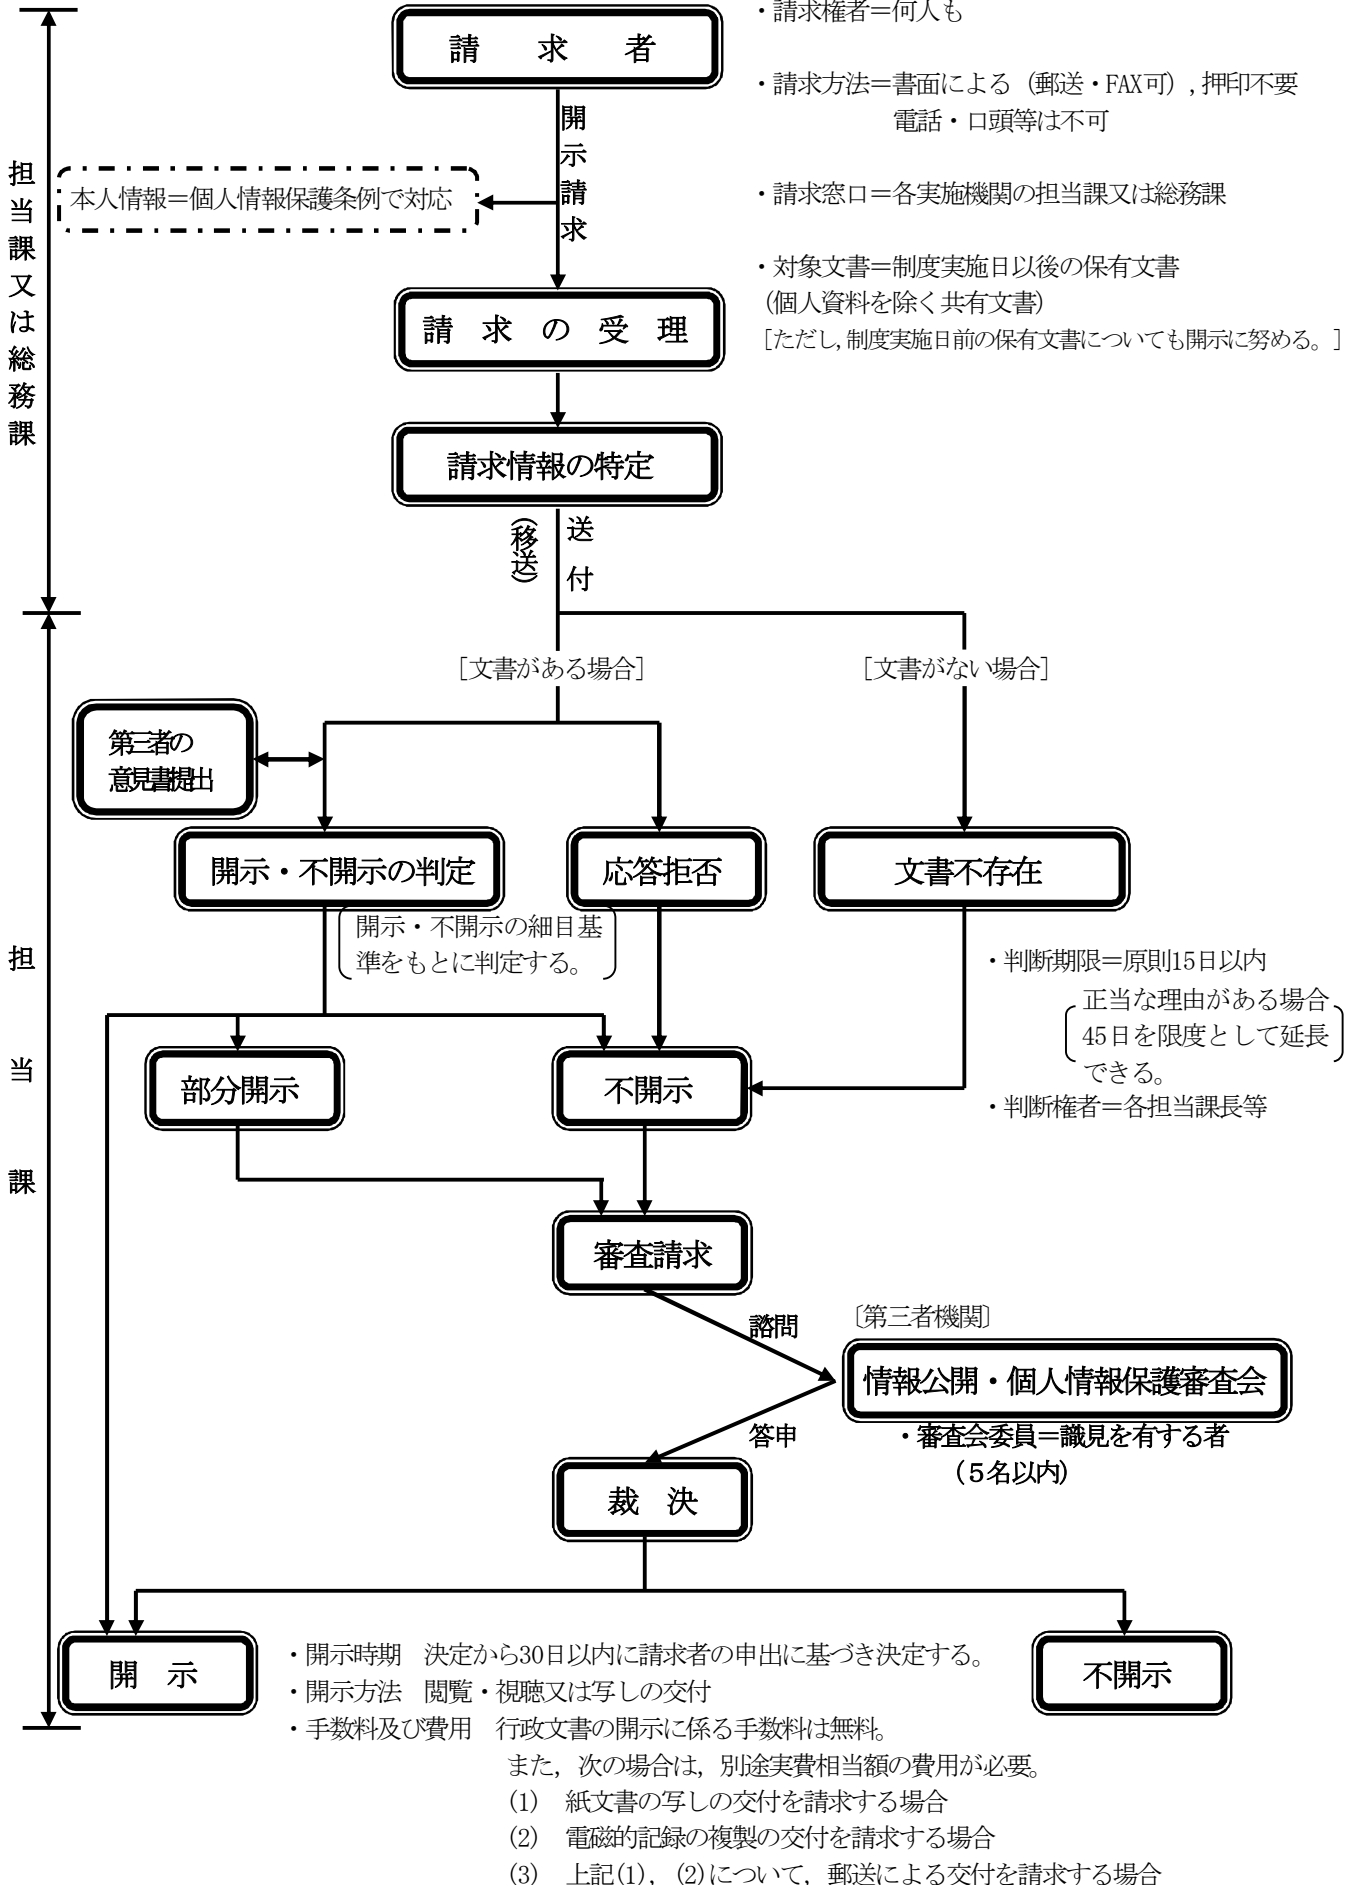 ・請求権者＝何人も
請　求　者
・請求方法＝書面による（郵送・FAX可）,押印不要
電話・口頭等は不可
開示請求
担当課又は総務課
本人情報＝個人情報保護条例で対応
・請求窓口＝各実施機関の担当課又は総務課
・対象文書＝制度実施日以後の保有文書
(個人資料を除く共有文書)
［ただし,制度実施日前の保有文書についても開示に努める。］
請　求　の　受　理
請求情報の特定
送付
(移送)
［文書がある場合］
［文書がない場合］
第三者の
意見書提出
開示・不開示の判定
応答拒否
文書不存在
開示・不開示の細目基
準をもとに判定する。
担当課
・判断期限＝原則15日以内
正当な理由がある場合
45日を限度として延長
できる。
・判断権者＝各担当課長等
部分開示
不開示
審査請求
諮問
〔第三者機関〕
情報公開・個人情報保護審査会
・審査会委員＝識見を有する者
(５名以内)
答申
裁　決
開　示
不開示
・開示時期　決定から30日以内に請求者の申出に基づき決定する。
・開示方法　閲覧・視聴又は写しの交付
・手数料及び費用　行政文書の開示に係る手数料は無料。
また，次の場合は，別途実費相当額の費用が必要。
(1)　紙文書の写しの交付を請求する場合
(2)　電磁的記録の複製の交付を請求する場合
(3)　上記(1)，(2)について，郵送による交付を請求する場合